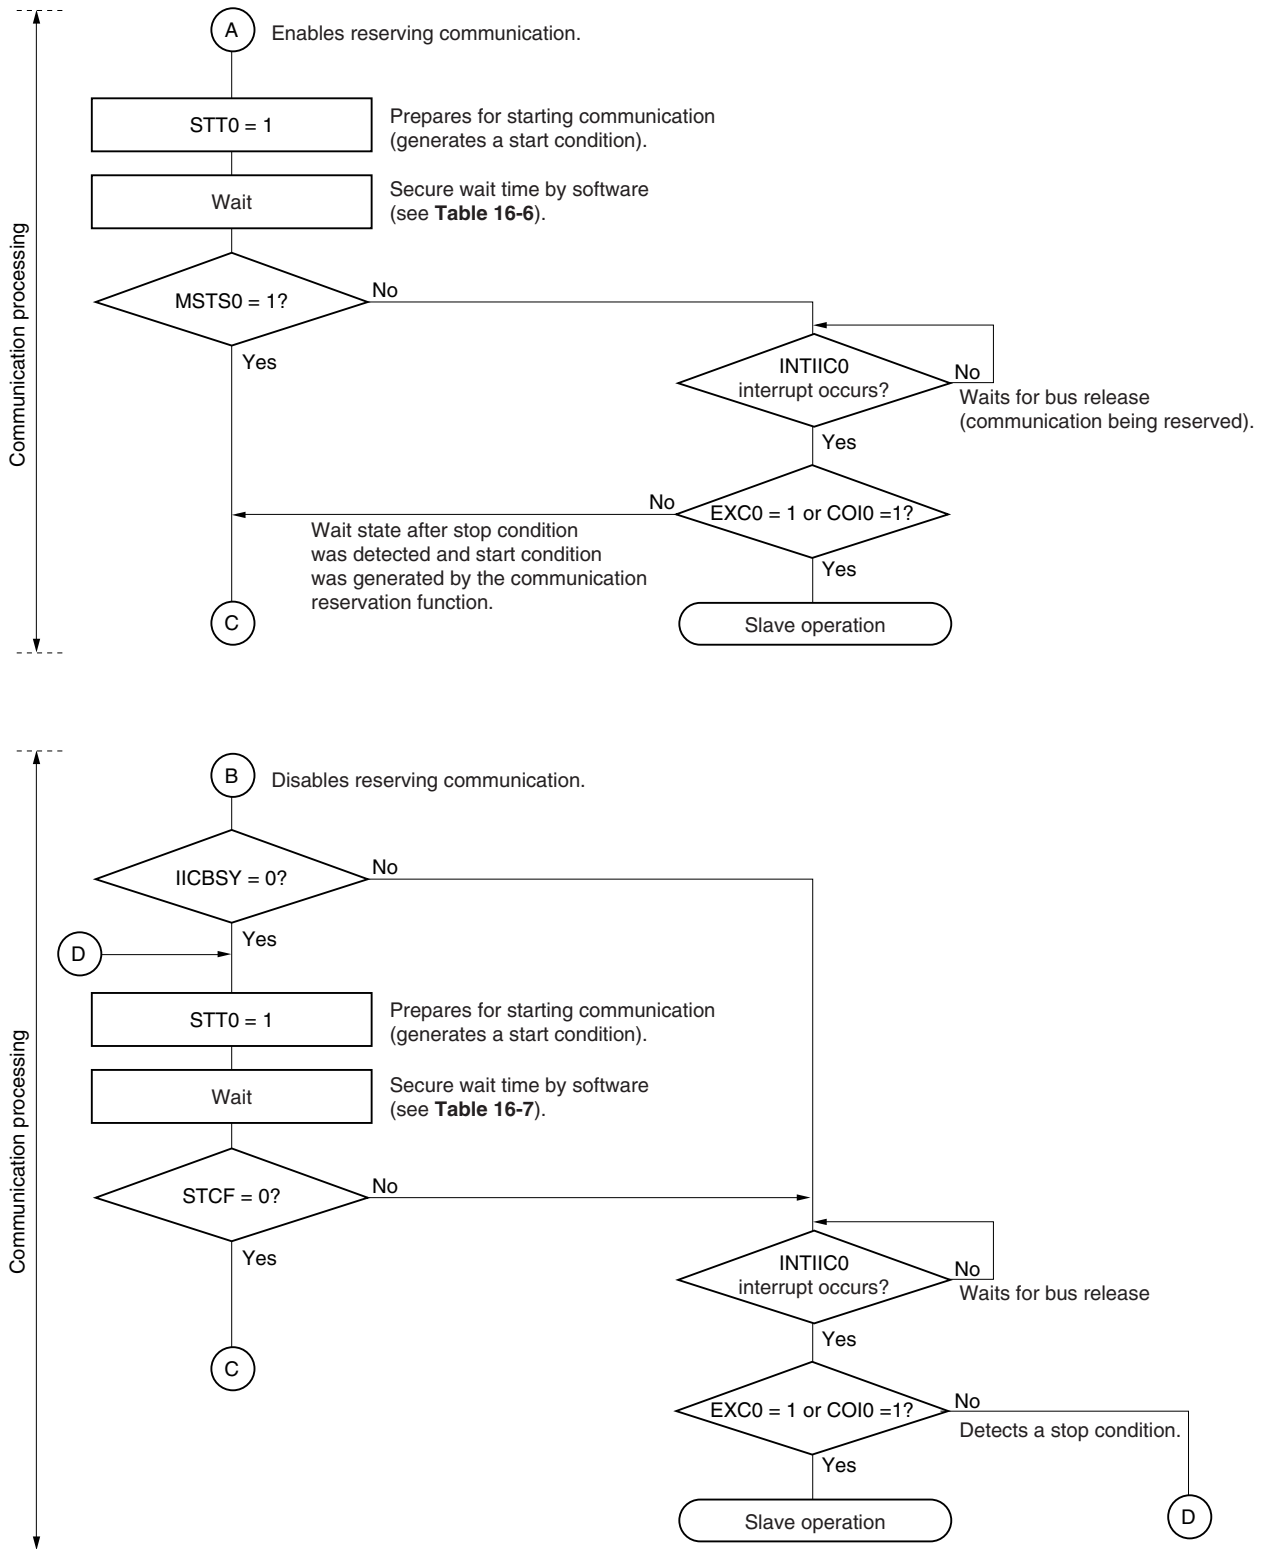 A
Enables reserving communication.
STT0 = 1
Prepares for starting communication
(generates a start condition).
Wait
Secure wait time by software
(see Table 16-6).
MSTS0 = 1?
No
Yes
INTIIC0
interrupt occurs?
No
Waits for bus release
(communication being reserved).
Yes
EXC0 = 1 or COI0 =1?
No
Wait state after stop condition
was detected and start condition
was generated by the communication
reservation function.
Yes
C
Slave operation
Communication processing
B
Disables reserving communication.
IICBSY = 0?
No
Yes
D
STT0 = 1
Prepares for starting communication
(generates a start condition).
Wait
Secure wait time by software
(see Table 16-7).
STCF = 0?
No
Yes
INTIIC0
interrupt occurs?
No
Waits for bus release
Yes
C
EXC0 = 1 or COI0 =1?
No
Detects a stop condition.
Yes
Slave operation
D
Communication processing